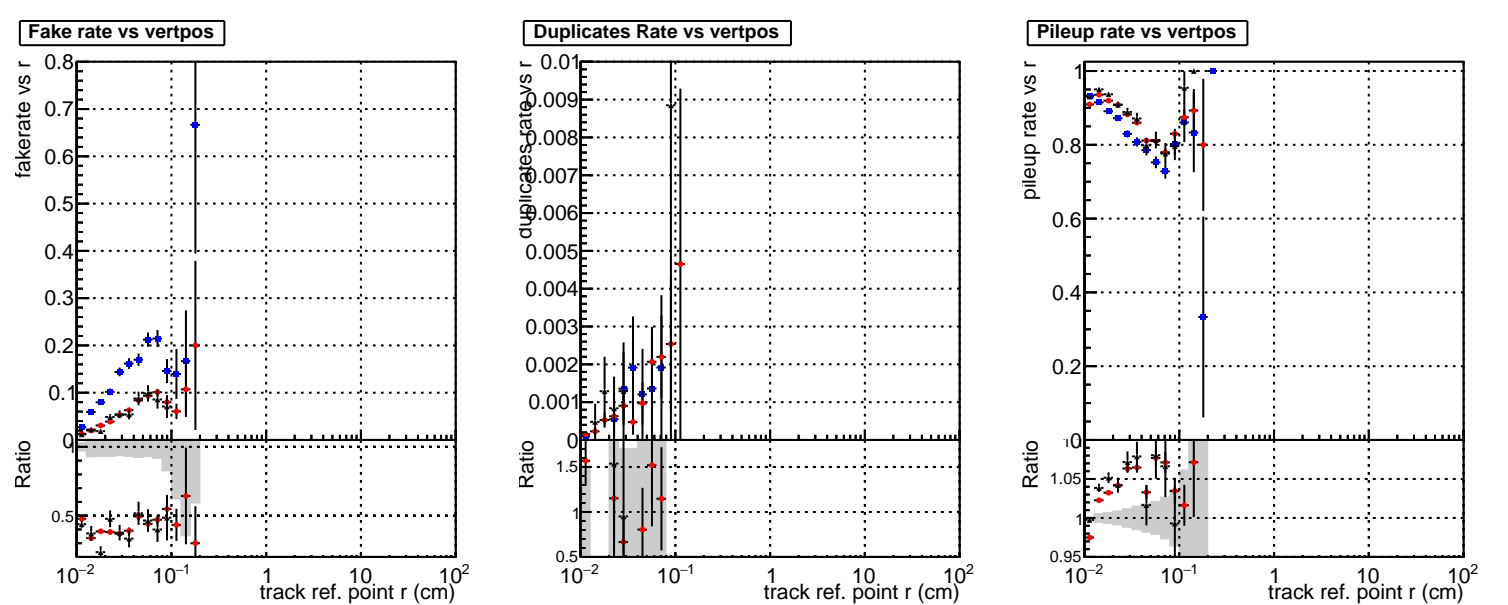 Fake rate vs vertpos
fakerate vs r
0.8
0.7
0.6
0.5
0.4
0.3
0.2
0.1
0
Ratio
0.5
10⁻² 10⁻¹ 1 10 10²
track ref. point r (cm)
Duplicates Rate vs vertpos
duplicates rate vs r
0.01
0.009
0.008
0.007
0.006
0.005
0.004
0.003
0.002
0.001
0
Ratio
1.5
1
0.5
10⁻² 10⁻¹ 1 10 10²
track ref. point r (cm)
Pileup rate vs vertpos
pileup rate vs r
1
0.8
0.6
0.4
0.2
0
Ratio
1.05
1
0.95
10⁻² 10⁻¹ 1 10 10²
track ref. point r (cm)